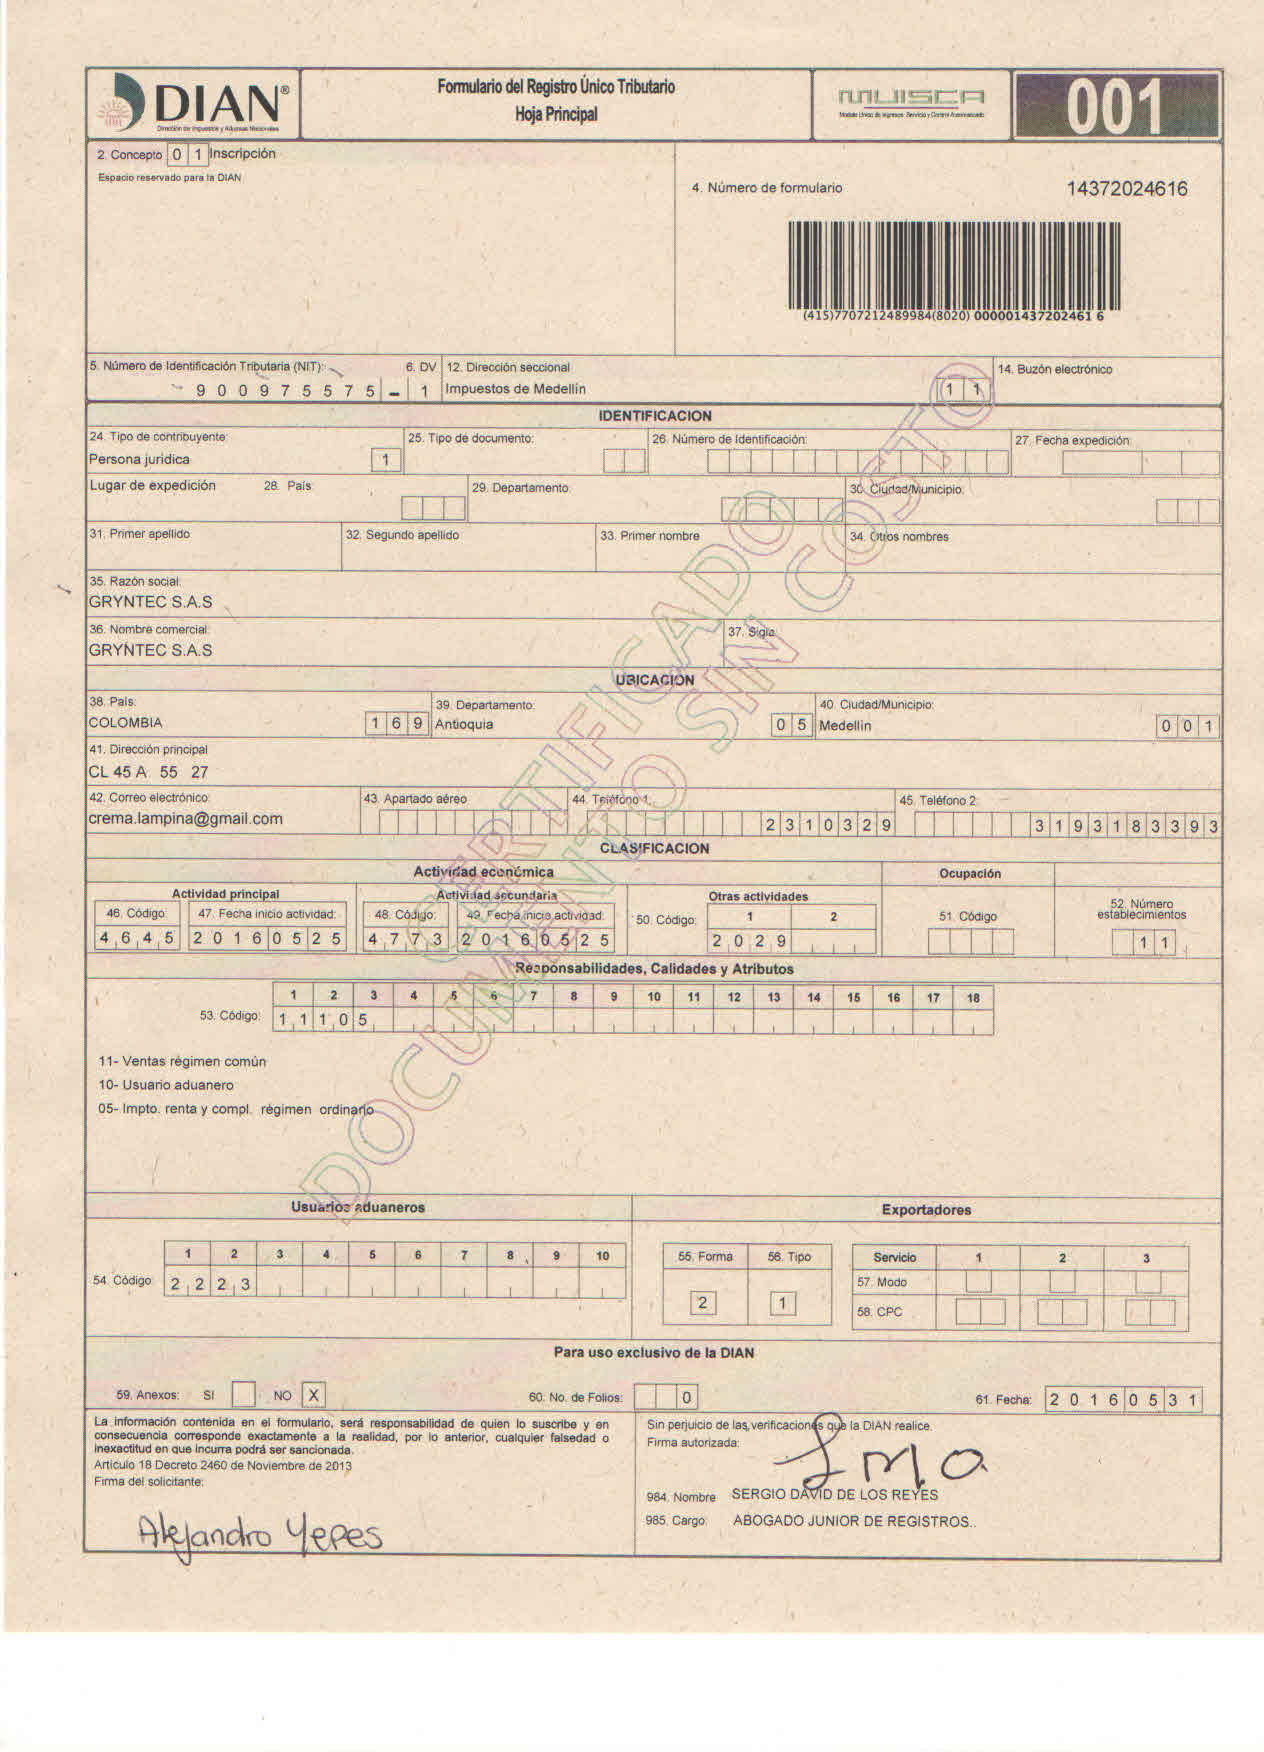 DIAN®
Dirección de Impuestos y Aduanas Nacionales
Formulario del Registro Único Tributario
Hoja Principal
MUISCA
Modelo Único de Ingresos, Servicio y Control Automatizado
001
2. Concepto 0 1 Inscripción
Espacio reservado para la DIAN
4. Número de formulario 14372024616
(415)7707212489984(8020) 000001437202461 6
5. Número de Identificación Tributaria (NIT): 6. DV 12. Dirección seccional 14. Buzón electrónico
9 0 0 9 7 5 5 7 5 - 1 Impuestos de Medellín 1 1
IDENTIFICACION
24. Tipo de contribuyente: 25. Tipo de documento: 26. Número de Identificación: 27. Fecha expedición:
Persona jurídica 1
Lugar de expedición 28. País: 29. Departamento: 30. Ciudad/Municipio:
31. Primer apellido 32. Segundo apellido 33. Primer nombre 34. Otros nombres
35. Razón social:
GRYNTEC S.A.S
36. Nombre comercial: 37. Sigla:
GRYNTEC S.A.S
UBICACION
38. País: 39. Departamento: 40. Ciudad/Municipio:
COLOMBIA 1 6 9 Antioquia 0 5 Medellín 0 0 1
41. Dirección principal
CL 45 A 55 27
42. Correo electrónico: 43. Apartado aéreo 44. Teléfono 1: 45. Teléfono 2:
crema.lampina@gmail.com 2 3 1 0 3 2 9 3 1 9 3 1 8 3 3 9 3
CLASIFICACION
Actividad económica Ocupación
Actividad principal Actividad secundaria Otras actividades 52. Número establecimientos
46. Código: 47. Fecha inicio actividad: 48. Código: 49. Fecha inicio actividad: 50. Código: 1 2 51. Código
4 6 4 5 2 0 1 6 0 5 2 5 4 7 7 3 2 0 1 6 0 5 2 5 2 0 2 9 1 1
Responsabilidades, Calidades y Atributos
1 2 3 4 5 6 7 8 9 10 11 12 13 14 15 16 17 18
53. Código: 1 1 1 0 5
11- Ventas régimen común
10- Usuario aduanero
05- Impto. renta y compl. régimen ordinario
CERTIFICADO
DOCUMENTO SIN COSTO
Usuarios aduaneros Exportadores
1 2 3 4 5 6 7 8 9 10 55. Forma 56. Tipo Servicio 1 2 3
54. Código: 2 2 2 3 57. Modo
2 1 58. CPC
Para uso exclusivo de la DIAN
59. Anexos: SI NO X 60. No. de Folios: 0 61. Fecha: 2 0 1 6 0 5 3 1
La información contenida en el formulario, será responsabilidad de quien lo suscribe y en
consecuencia corresponde exactamente a la realidad, por lo anterior, cualquier falsedad o
inexactitud en que incurra podrá ser sancionada.
Artículo 18 Decreto 2460 de Noviembre de 2013
Firma del solicitante:
Alejandro Yepes
Sin perjuicio de las verificaciones que la DIAN realice.
Firma autorizada:
984. Nombre SERGIO DAVID DE LOS REYES
985. Cargo: ABOGADO JUNIOR DE REGISTROS..